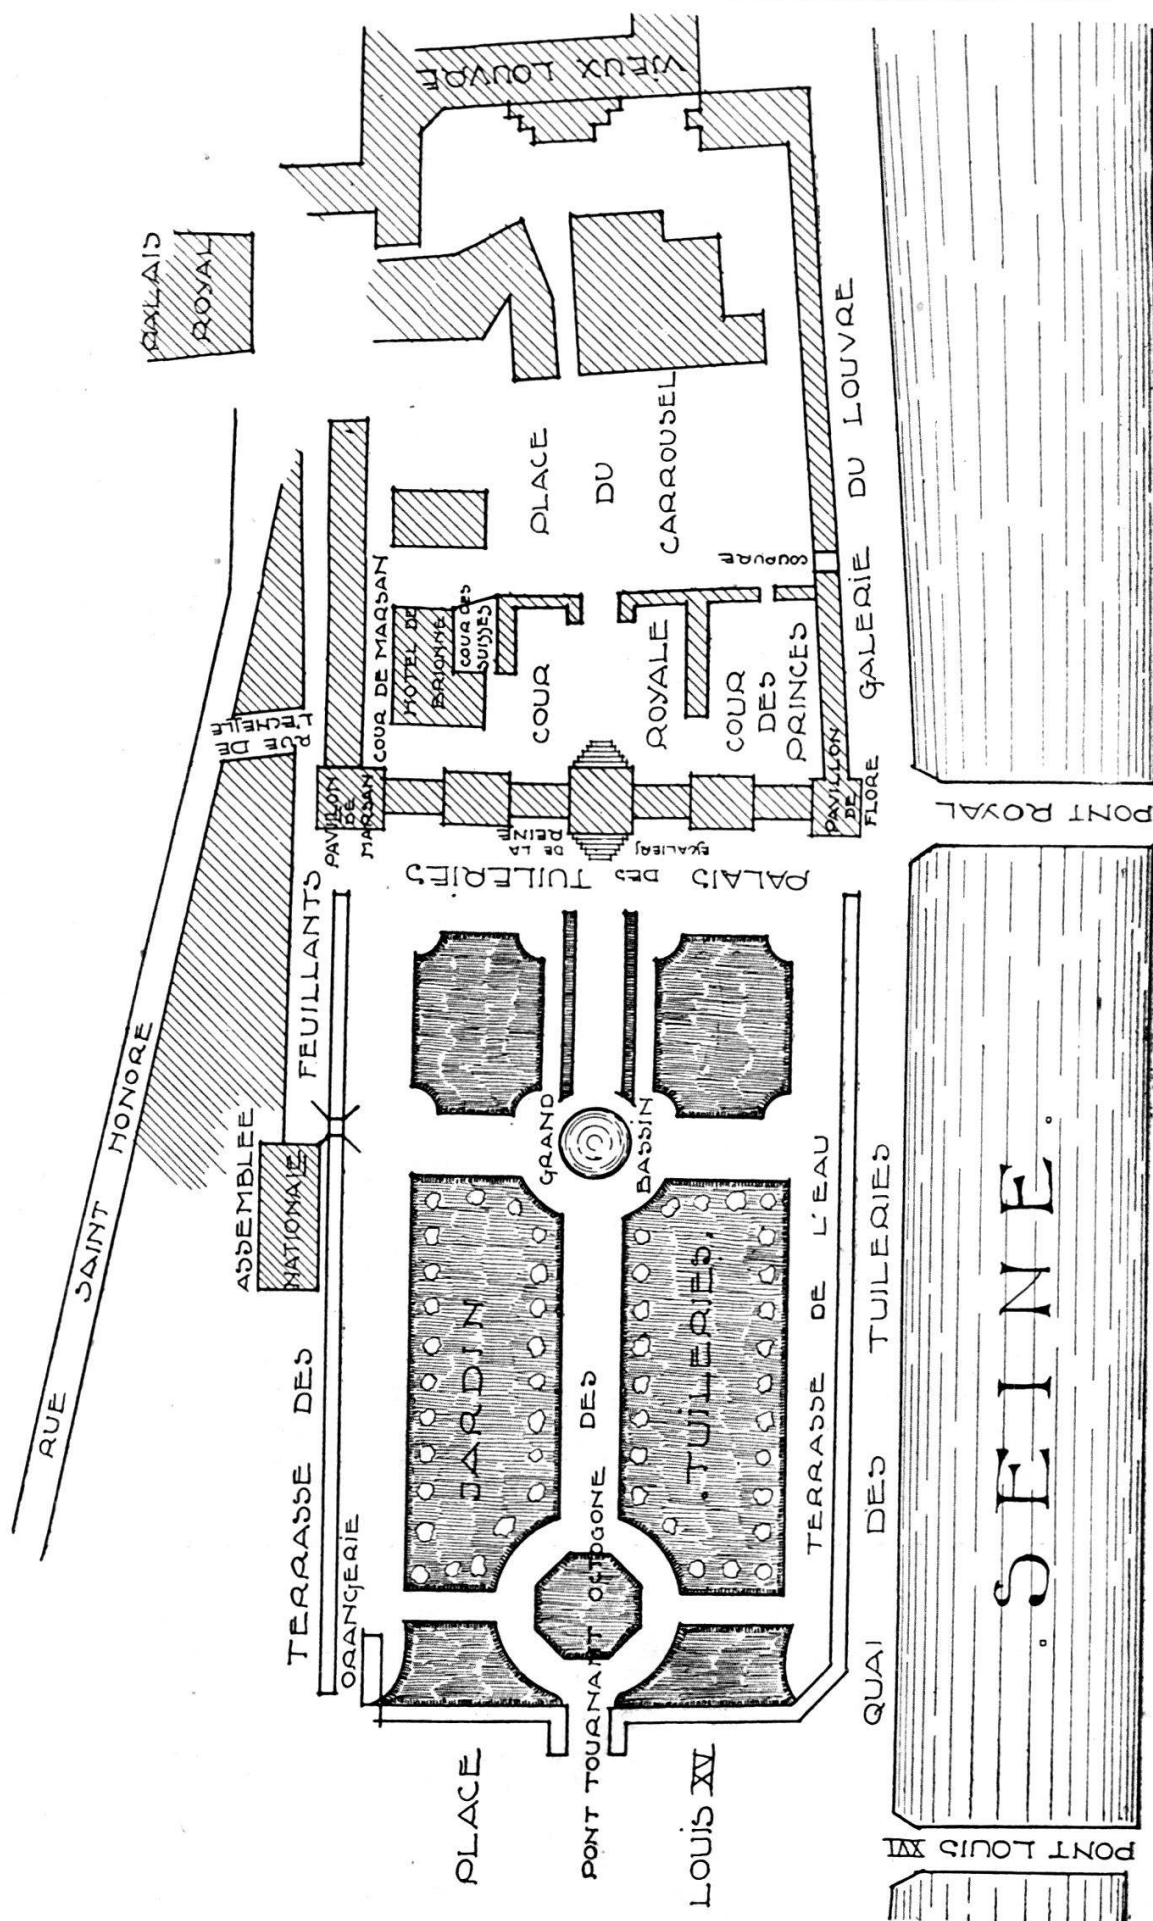 RUE SAINT HONORE
PALAIS
ROYAL
VIEUX LOUVRE
RUE DE
L'ECHELLE
ASSEMBLEE
NATIONALE
TERRASSE DES FEUILLANTS
ORANGERIE
PAVILLON
DE
MARSAN
COUR DE MARSAN
HOTEL DE
BRIONNE
COUR DES
SUISSES
PLACE
DU
CARROUSEL
COUR
ROYALE
COUR
DES
PRINCES
COUPURE
PAVILLON
DE
FLORE
GALERIE DU LOUVRE
PALAIS DES TUILERIES
ESCALIERS
DE LA
REINE
GRAND
BASSIN
JARDIN
DES
. TUILERIES.
OCTOGONE
PONT TOURNANT
PLACE
LOUIS XV
TERRASSE DE L'EAU
QUAI DES TUILERIES
. SEINE .
PONT ROYAL
PONT LOUIS XVI